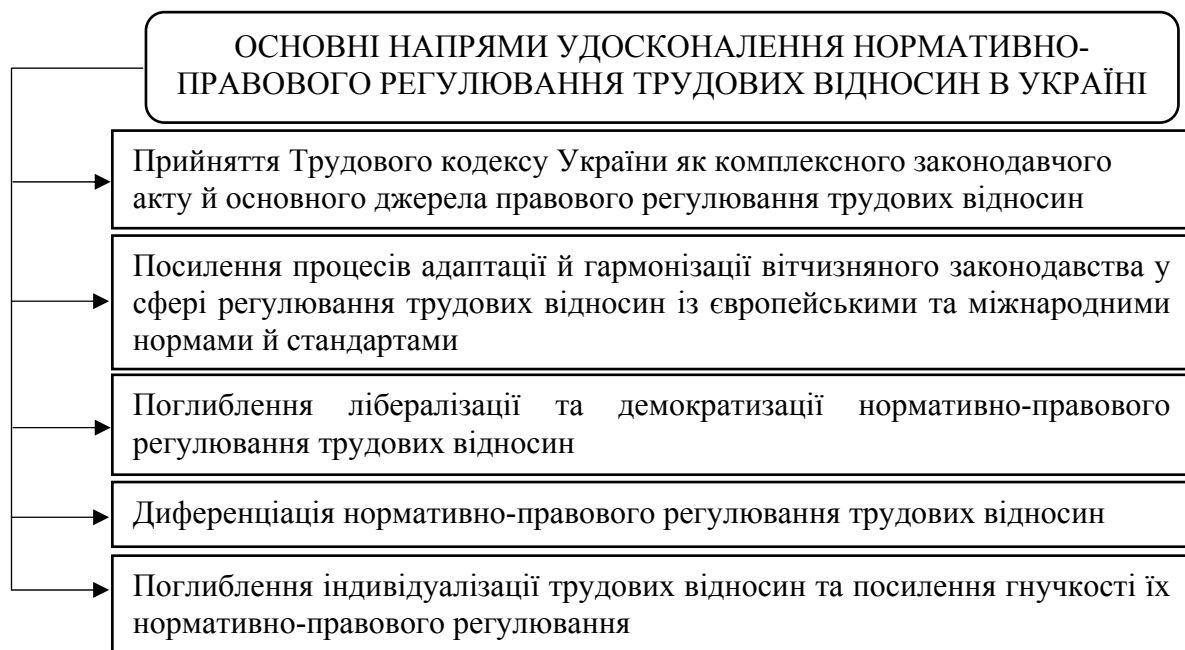 ОСНОВНІ НАПРЯМИ УДОСКОНАЛЕННЯ НОРМАТИВНО-
ПРАВОВОГО РЕГУЛЮВАННЯ ТРУДОВИХ ВІДНОСИН В УКРАЇНІ
Прийняття Трудового кодексу України як комплексного законодавчого
акту й основного джерела правового регулювання трудових відносин
Посилення процесів адаптації й гармонізації вітчизняного законодавства у
сфері регулювання трудових відносин із європейськими та міжнародними
нормами й стандартами
Поглиблення лібералізації та демократизації нормативно-правового
регулювання трудових відносин
Диференціація нормативно-правового регулювання трудових відносин
Поглиблення індивідуалізації трудових відносин та посилення гнучкості їх
нормативно-правового регулювання